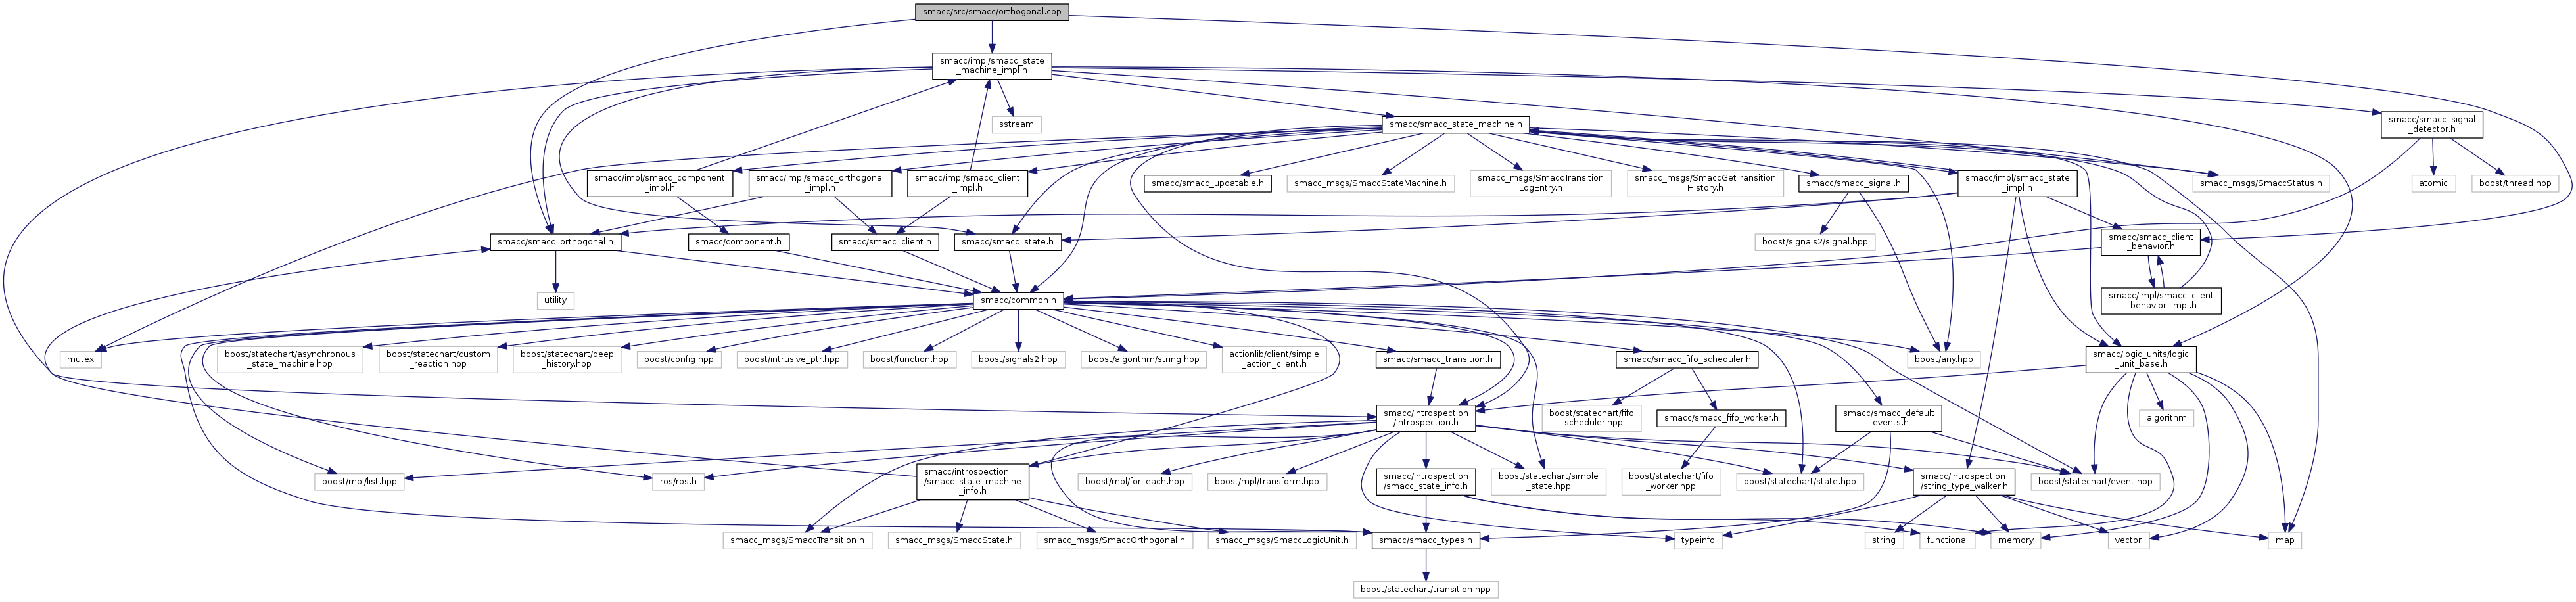 smacc/src/smacc/orthogonal.cpp
smacc/impl/smacc_state
_machine_impl.h
sstream
smacc/smacc_state_machine.h
smacc/smacc_signal
_detector.h
smacc/impl/smacc_component
_impl.h
smacc/impl/smacc_orthogonal
_impl.h
smacc/impl/smacc_client
_impl.h
smacc/smacc_updatable.h
smacc_msgs/SmaccStateMachine.h
smacc_msgs/SmaccTransition
LogEntry.h
smacc_msgs/SmaccGetTransition
History.h
smacc/smacc_signal.h
smacc/impl/smacc_state
_impl.h
smacc_msgs/SmaccStatus.h
atomic
boost/thread.hpp
smacc/smacc_orthogonal.h
smacc/component.h
smacc/smacc_client.h
smacc/smacc_state.h
boost/signals2/signal.hpp
smacc/smacc_client
_behavior.h
utility
smacc/common.h
smacc/impl/smacc_client
_behavior_impl.h
mutex
boost/statechart/asynchronous
_state_machine.hpp
boost/statechart/custom
_reaction.hpp
boost/statechart/deep
_history.hpp
boost/config.hpp
boost/intrusive_ptr.hpp
boost/function.hpp
boost/signals2.hpp
boost/algorithm/string.hpp
actionlib/client/simple
_action_client.h
smacc/smacc_transition.h
smacc/smacc_fifo_scheduler.h
boost/any.hpp
smacc/logic_units/logic
_unit_base.h
smacc/introspection
/introspection.h
boost/statechart/fifo
_scheduler.hpp
smacc/smacc_fifo_worker.h
smacc/smacc_default
_events.h
algorithm
boost/mpl/list.hpp
ros/ros.h
smacc/introspection
/smacc_state_machine
_info.h
boost/mpl/for_each.hpp
boost/mpl/transform.hpp
smacc/introspection
/smacc_state_info.h
boost/statechart/simple
_state.hpp
boost/statechart/fifo
_worker.hpp
boost/statechart/state.hpp
smacc/introspection
/string_type_walker.h
boost/statechart/event.hpp
smacc_msgs/SmaccTransition.h
smacc_msgs/SmaccState.h
smacc_msgs/SmaccOrthogonal.h
smacc_msgs/SmaccLogicUnit.h
smacc/smacc_types.h
typeinfo
string
functional
memory
vector
map
boost/statechart/transition.hpp